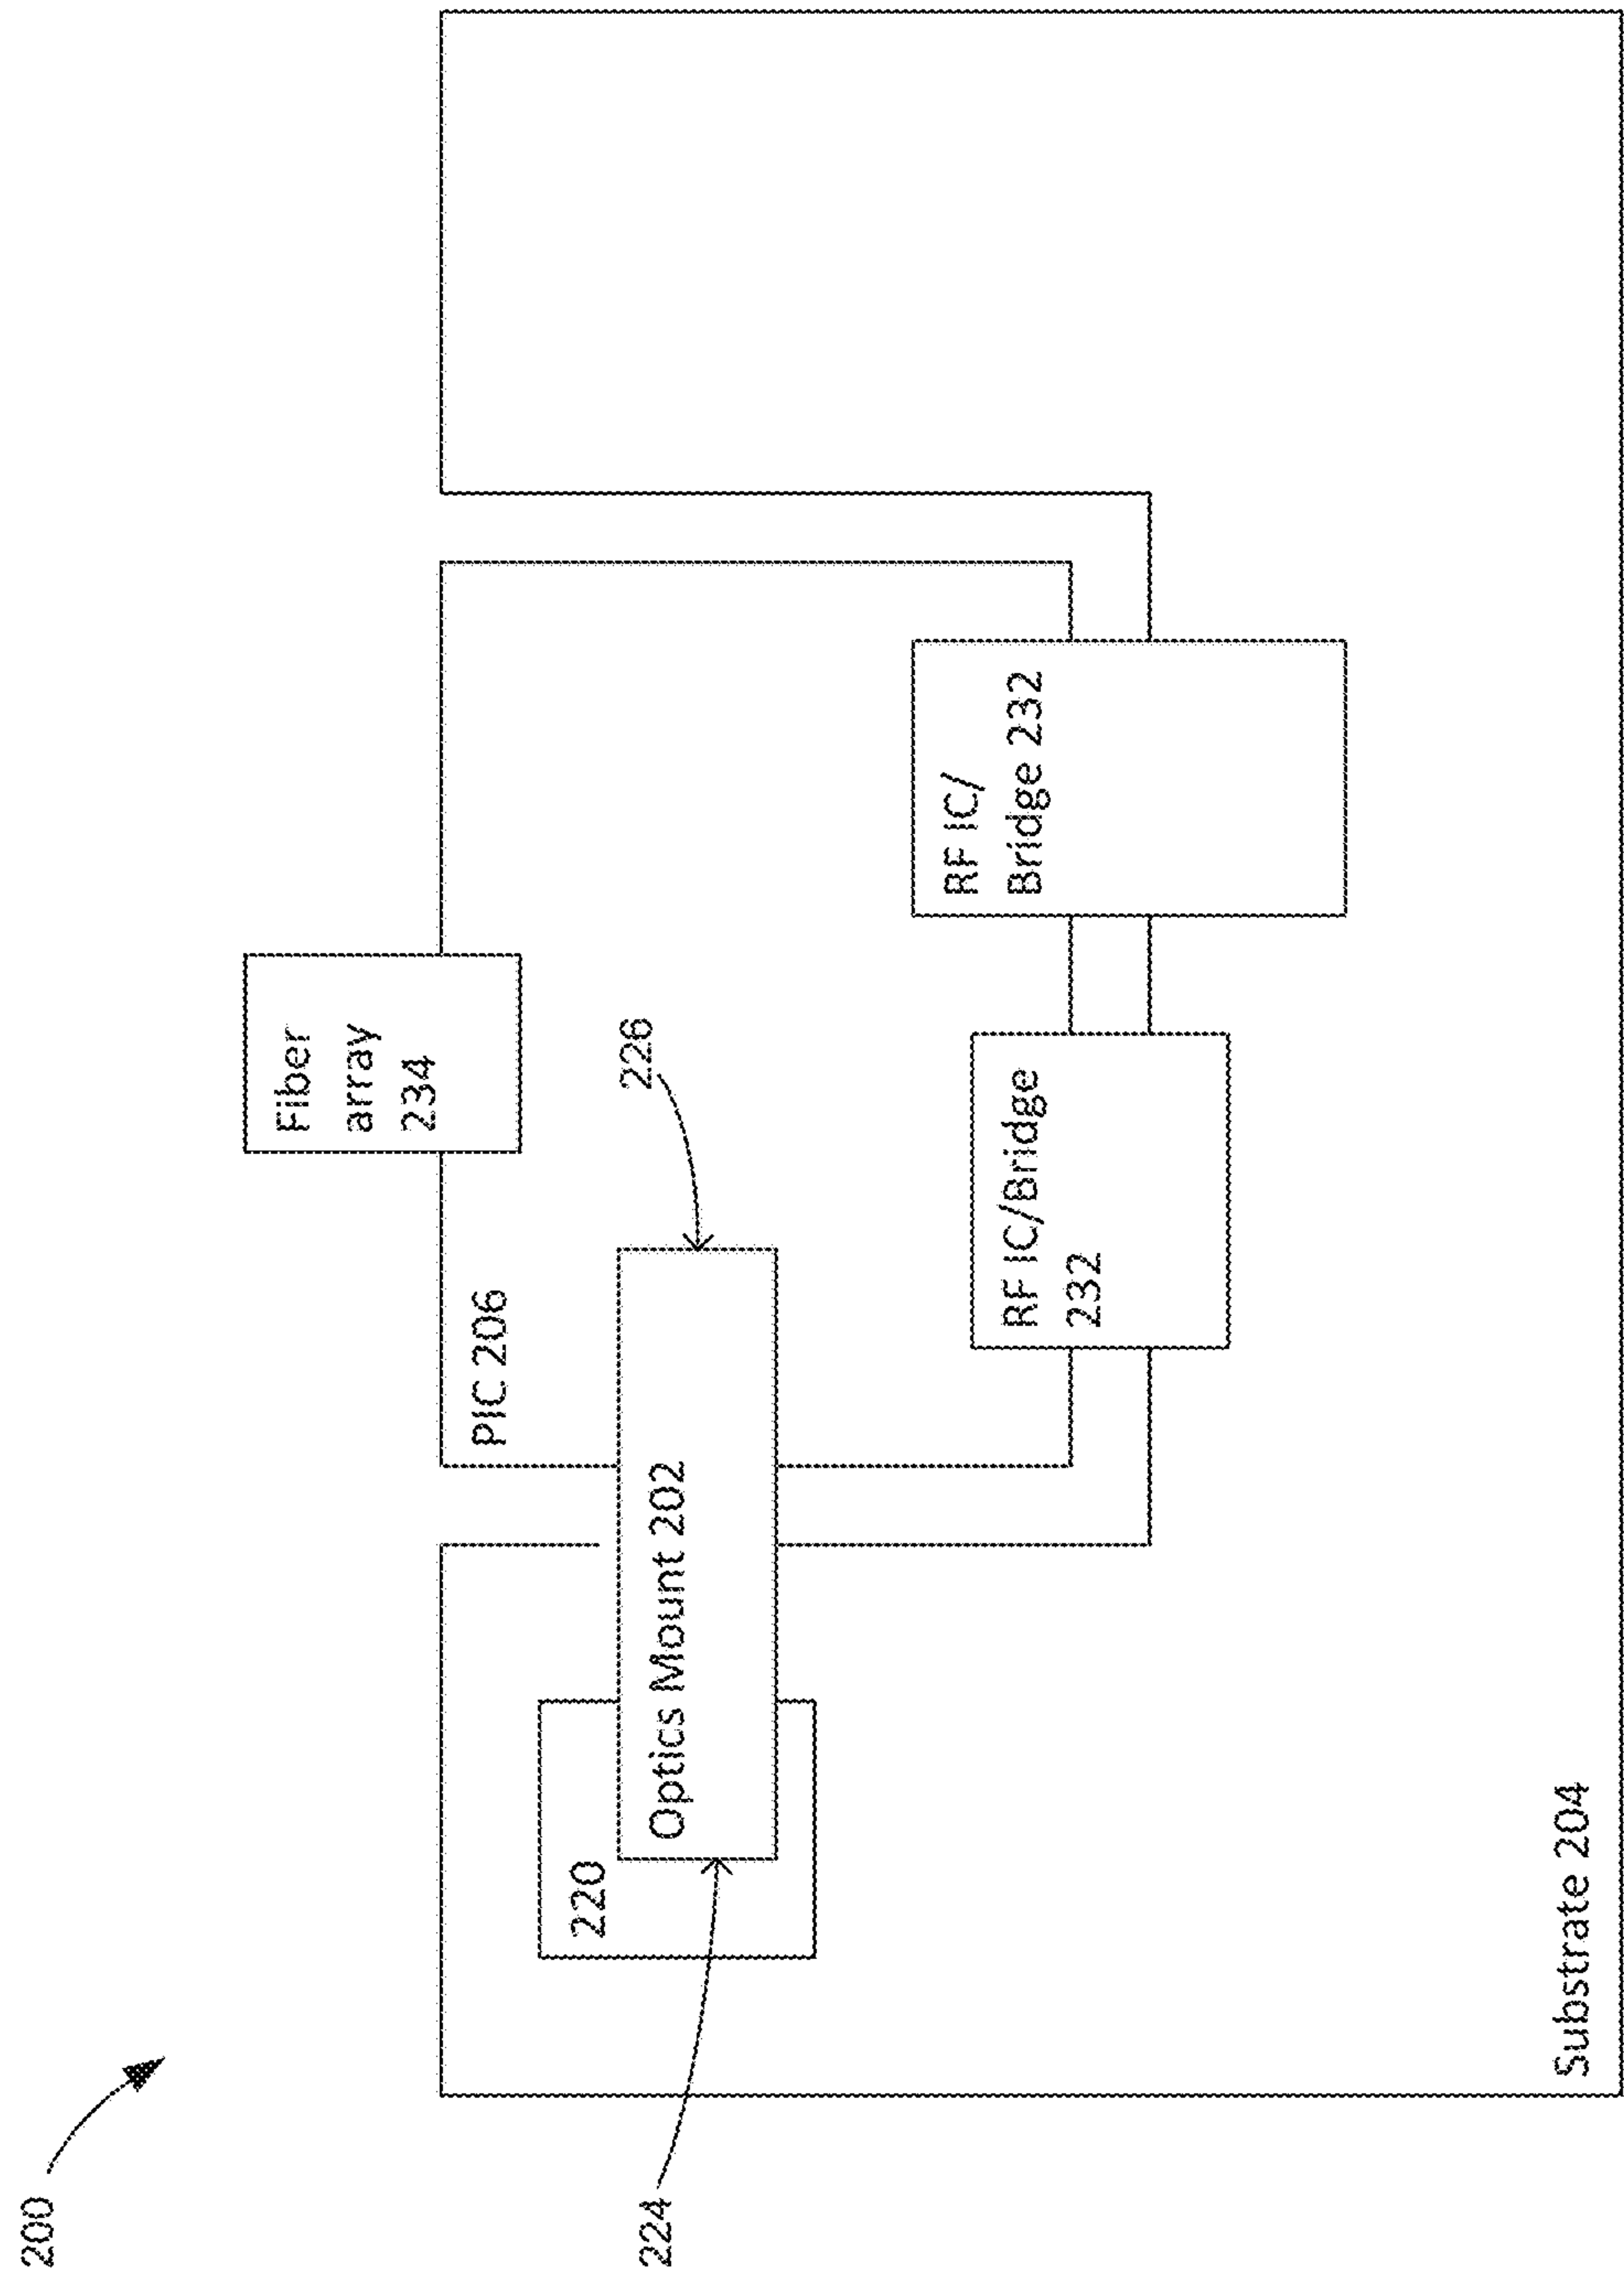 200
Fiber
array
234
PIC 206
226
220
Optics Mount 202
224
RF IC/Bridge
232
RF IC/
Bridge 232
Substrate 204